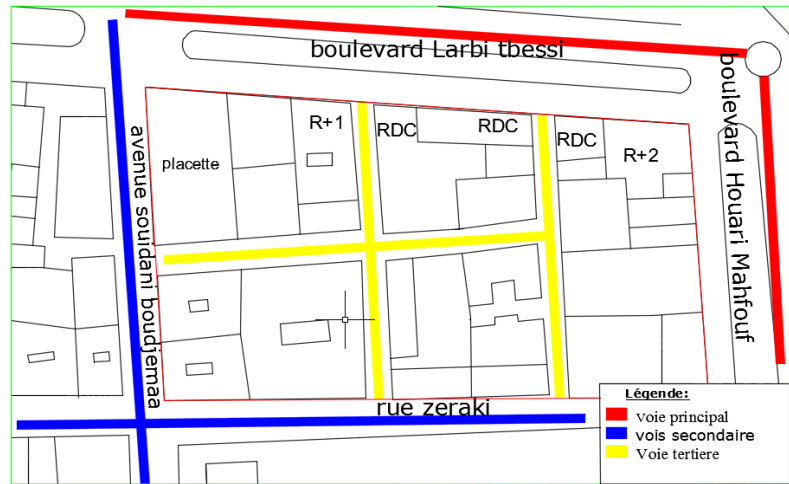 boulevard Larbi tbessi
boulevard Houari Mahfouf
avenue souidani boudjemaa
placette
R+1
RDC
RDC
RDC
R+2
rue zeraki
Légende:
Voie principal
vois secondaire
Voie tertiere